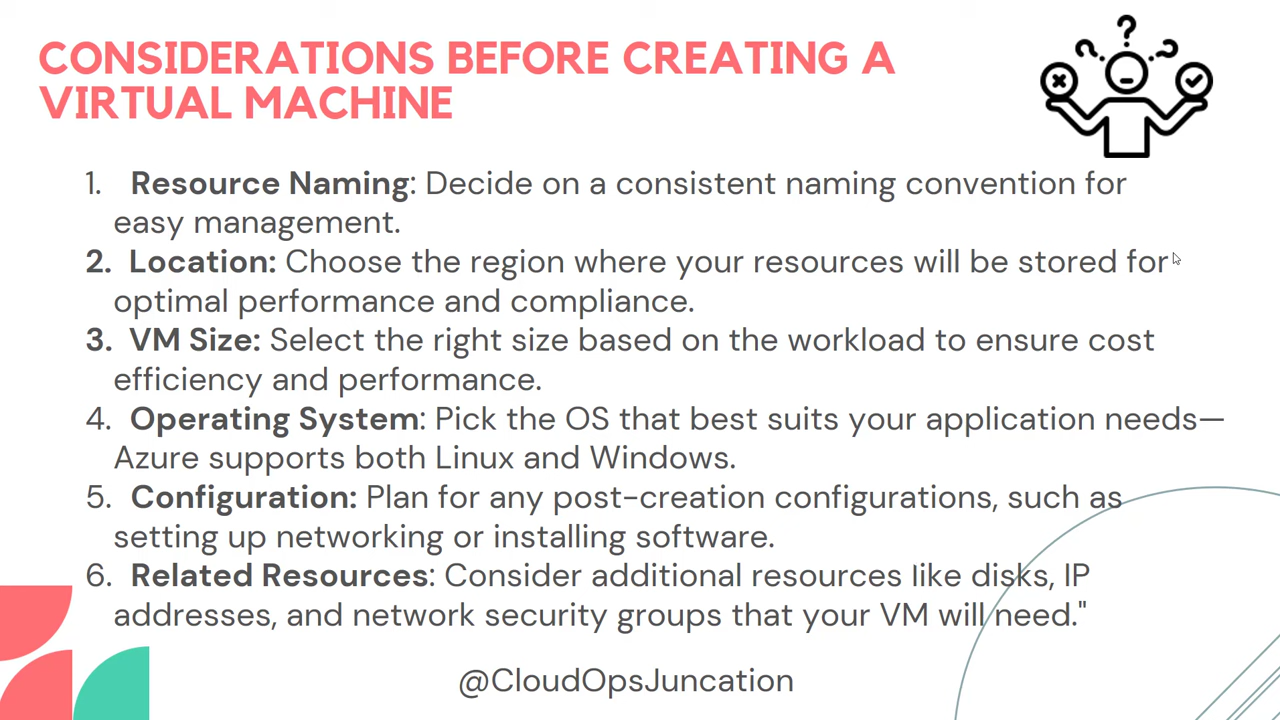 CONSIDERATIONS BEFORE CREATING A
VIRTUAL MACHINE
1. Resource Naming: Decide on a consistent naming convention for
easy management.
2. Location: Choose the region where your resources will be stored for
optimal performance and compliance.
3. VM Size: Select the right size based on the workload to ensure cost
efficiency and performance.
4. Operating System: Pick the OS that best suits your application needs—
Azure supports both Linux and Windows.
5. Configuration: Plan for any post-creation configurations, such as
setting up networking or installing software.
6. Related Resources: Consider additional resources like disks, IP
addresses, and network security groups that your VM will need."
@CloudOpsJuncation